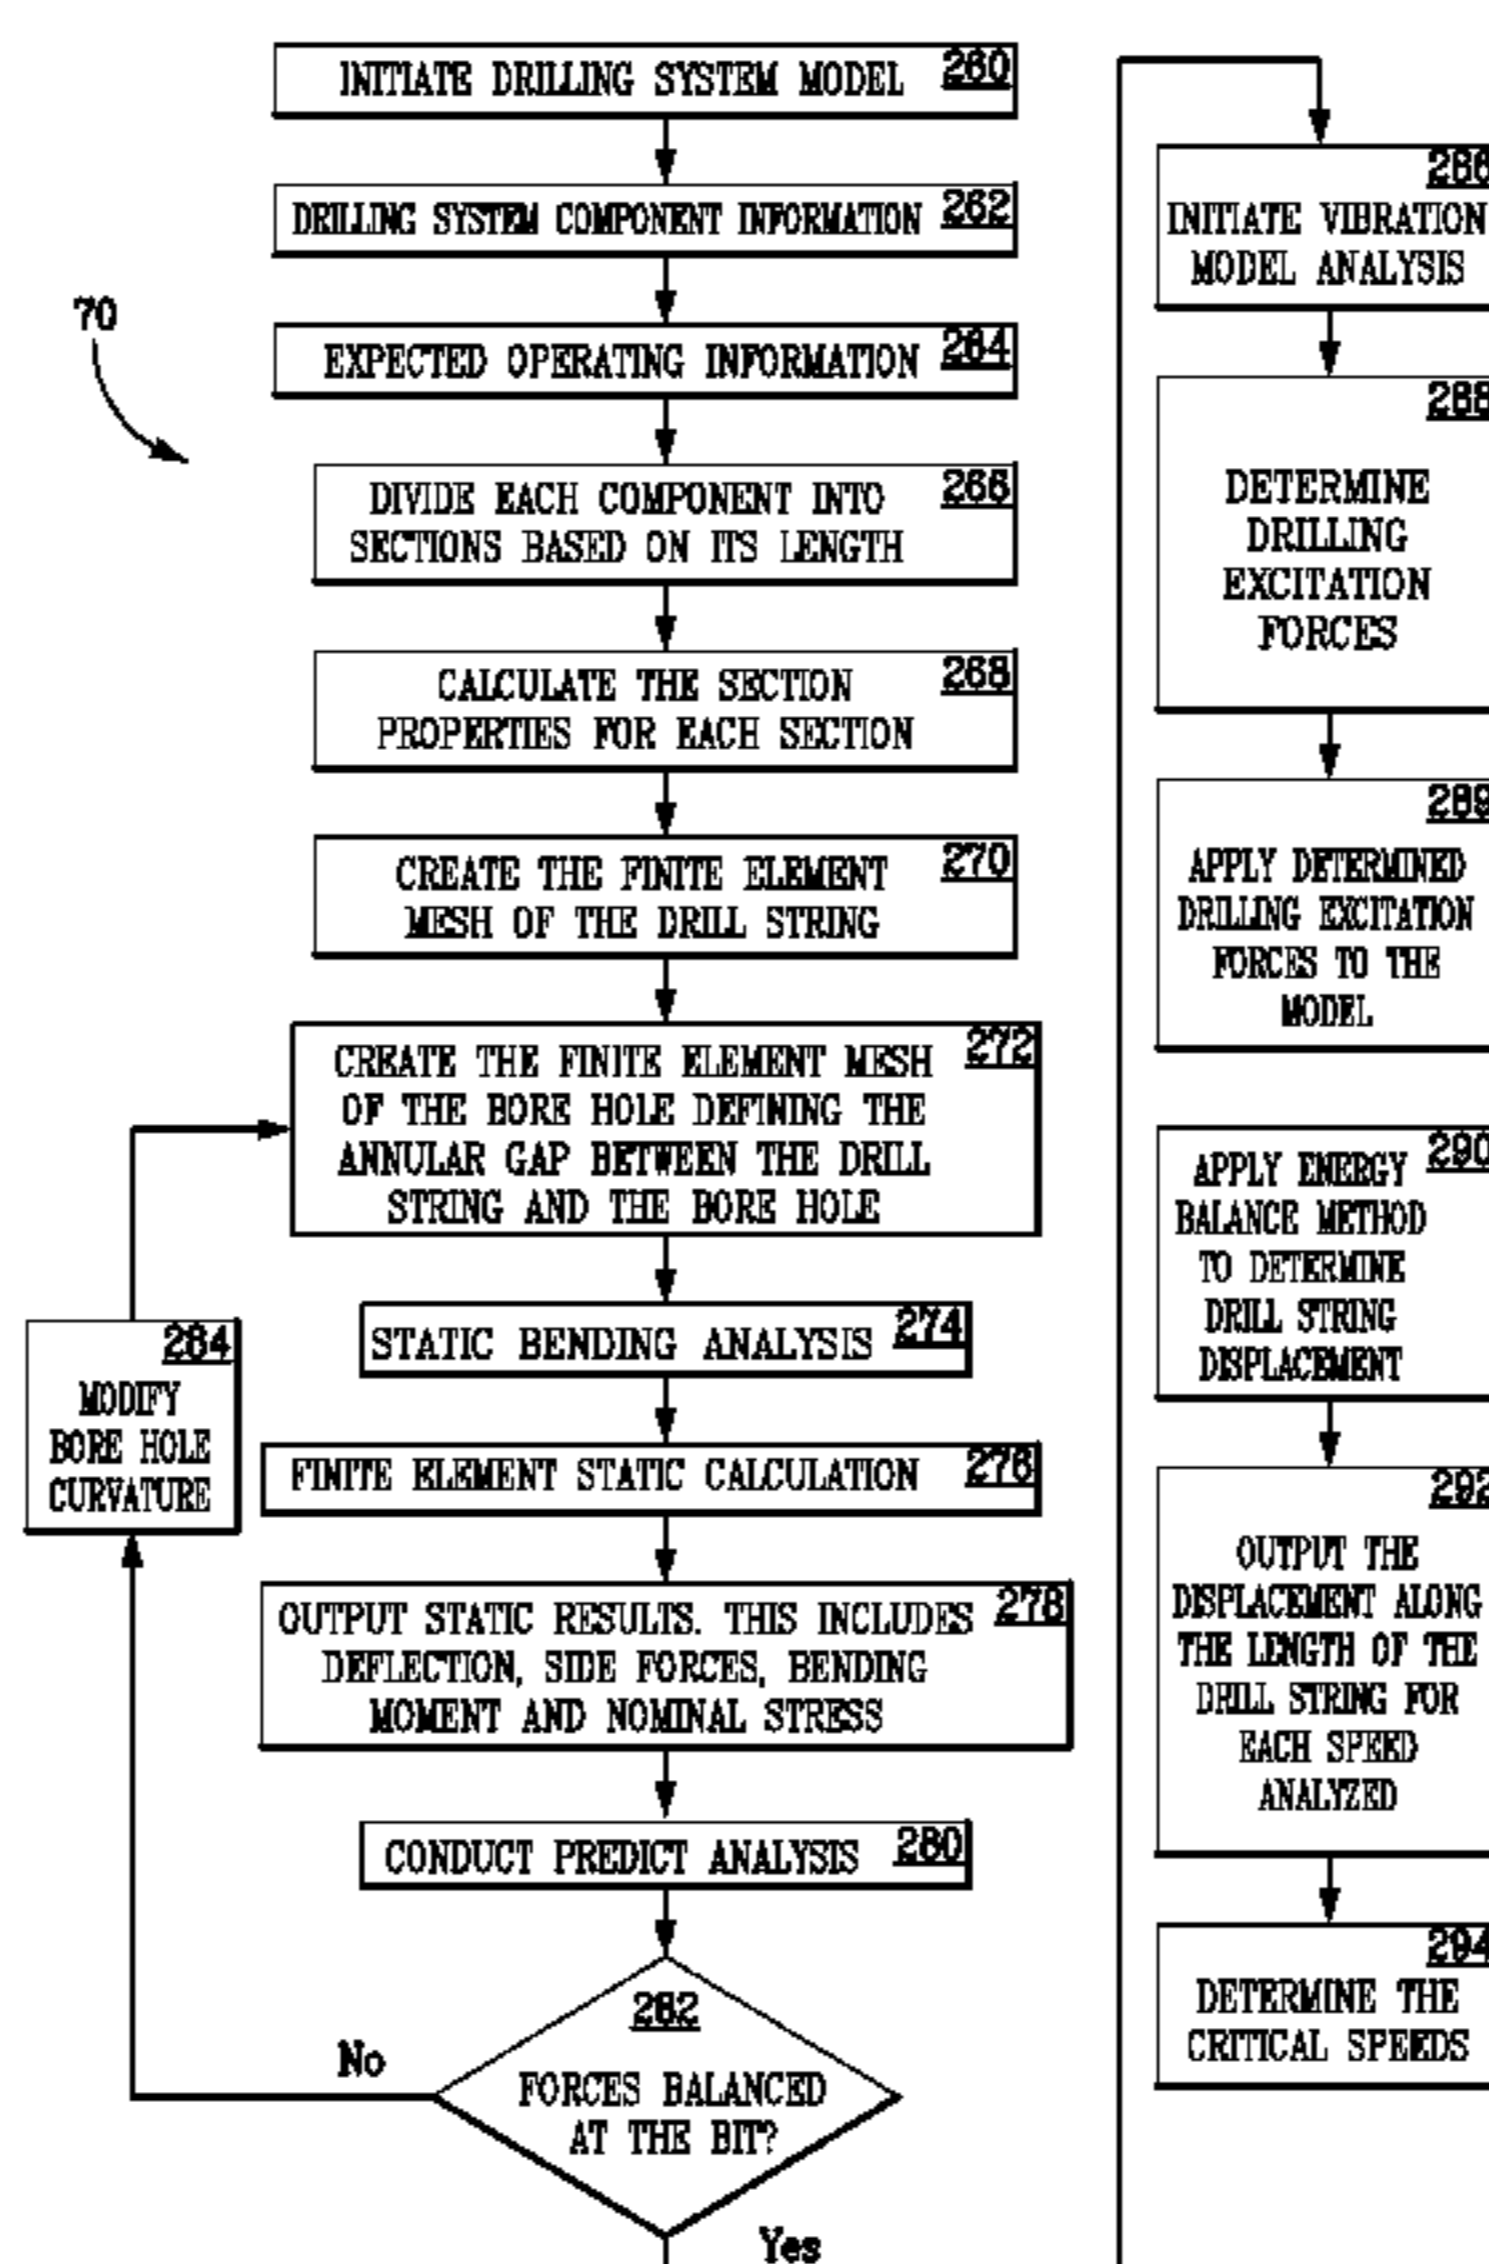 INITIATE DRILLING SYSTEM MODEL 260
DRILLING SYSTEM COMPONENT INFORMATION 262
70
EXPECTED OPERATING INFORMATION 264
DIVIDE EACH COMPONENT INTO 266
SECTIONS BASED ON ITS LENGTH
CALCULATE THE SECTION 268
PROPERTIES FOR EACH SECTION
CREATE THE FINITE ELEMENT 270
MESH OF THE DRILL STRING
CREATE THE FINITE ELEMENT MESH 272
OF THE BORE HOLE DEFINING THE
ANNULAR GAP BETWEEN THE DRILL
STRING AND THE BORE HOLE
STATIC BENDING ANALYSIS 274
284
MODIFY
BORE HOLE
CURVATURE
FINITE ELEMENT STATIC CALCULATION 276
OUTPUT STATIC RESULTS. THIS INCLUDES 278
DEFLECTION, SIDE FORCES, BENDING
MOMENT AND NOMINAL STRESS
CONDUCT PREDICT ANALYSIS 280
282
FORCES BALANCED
AT THE BIT?
No
Yes
286
INITIATE VIBRATION
MODEL ANALYSIS
288
DETERMINE
DRILLING
EXCITATION
FORCES
289
APPLY DETERMINED
DRILLING EXCITATION
FORCES TO THE
MODEL
290
APPLY ENERGY
BALANCE METHOD
TO DETERMINE
DRILL STRING
DISPLACEMENT
292
OUTPUT THE
DISPLACEMENT ALONG
THE LENGTH OF THE
DRILL STRING FOR
EACH SPEED
ANALYZED
294
DETERMINE THE
CRITICAL SPEEDS